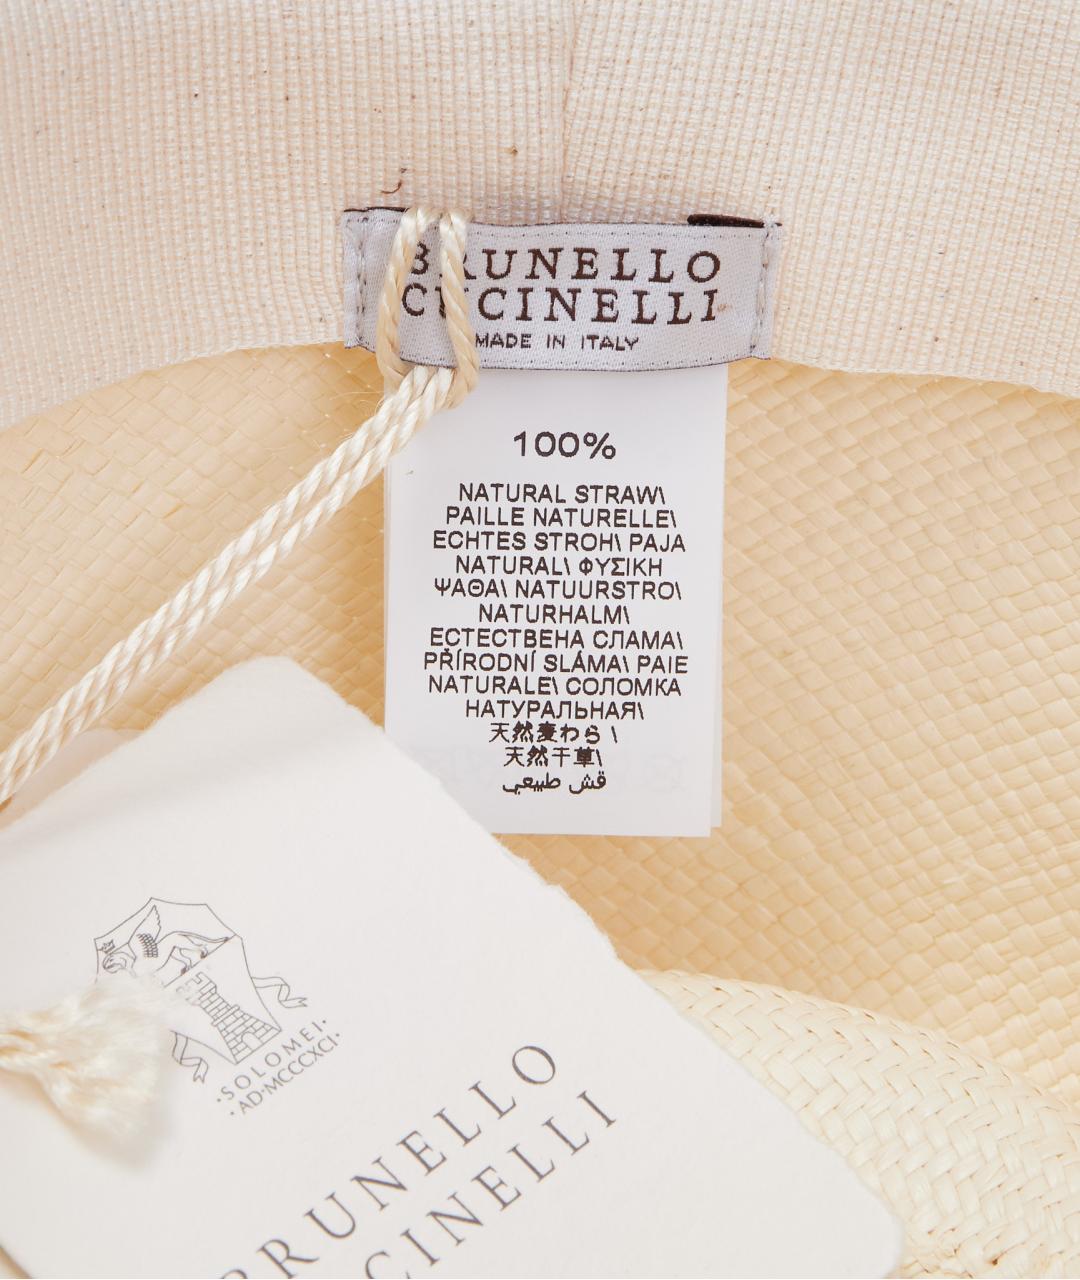 BRUNELLO
CUCINELLI
MADE IN ITALY
100%
NATURAL STRAW\
PAILLE NATURELLE\
ECHTES STROH\ PAJA
NATURAL\ ΦΥΣΙΚΗ
ΨΑΘΑ\ NATUURSTRO\
NATURHALM\
ЕСТЕСТВЕНА СЛАМА\
PŘÍRODNÍ SLÁMA\ PAIE
NATURALE\ СОЛОМКА
НАТУРАЛЬНАЯ\
天然麦わら \
天然干草\
قش طبيعي
·SOLOMEI·
·AD·MCCCXCI·
BRUNELLO
CUCINELLI